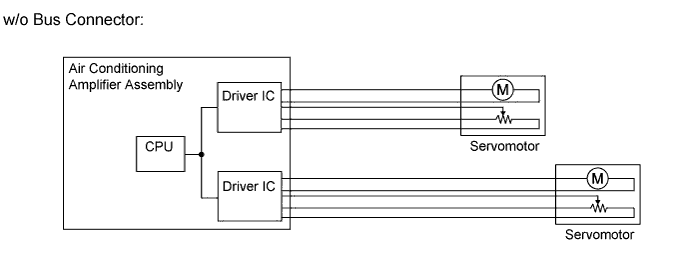 w/o Bus Connector:
Air Conditioning
Amplifier Assembly
Driver IC
M
CPU
Servomotor
Driver IC
M
Servomotor